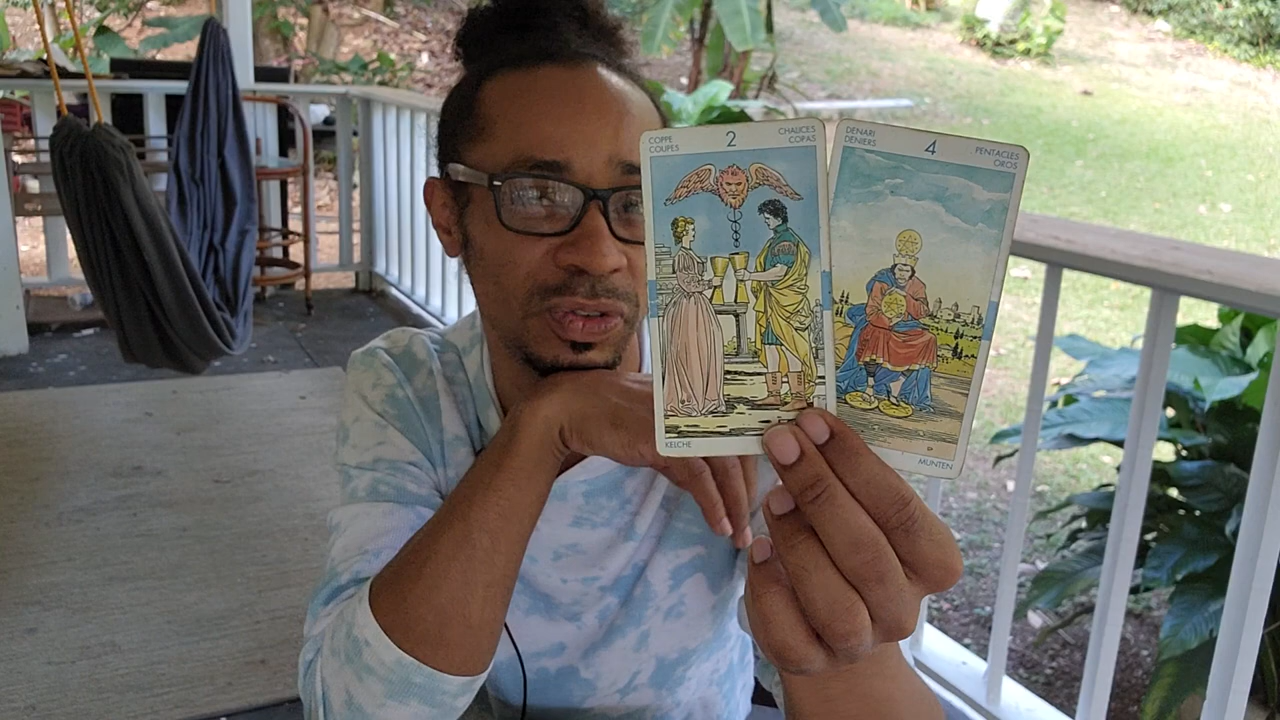 COPPE
COUPES
2
CHALICES
COPAS
KELCHE
DENARI
DENIERS
4
PENTACLES
OROS
MÜNTEN